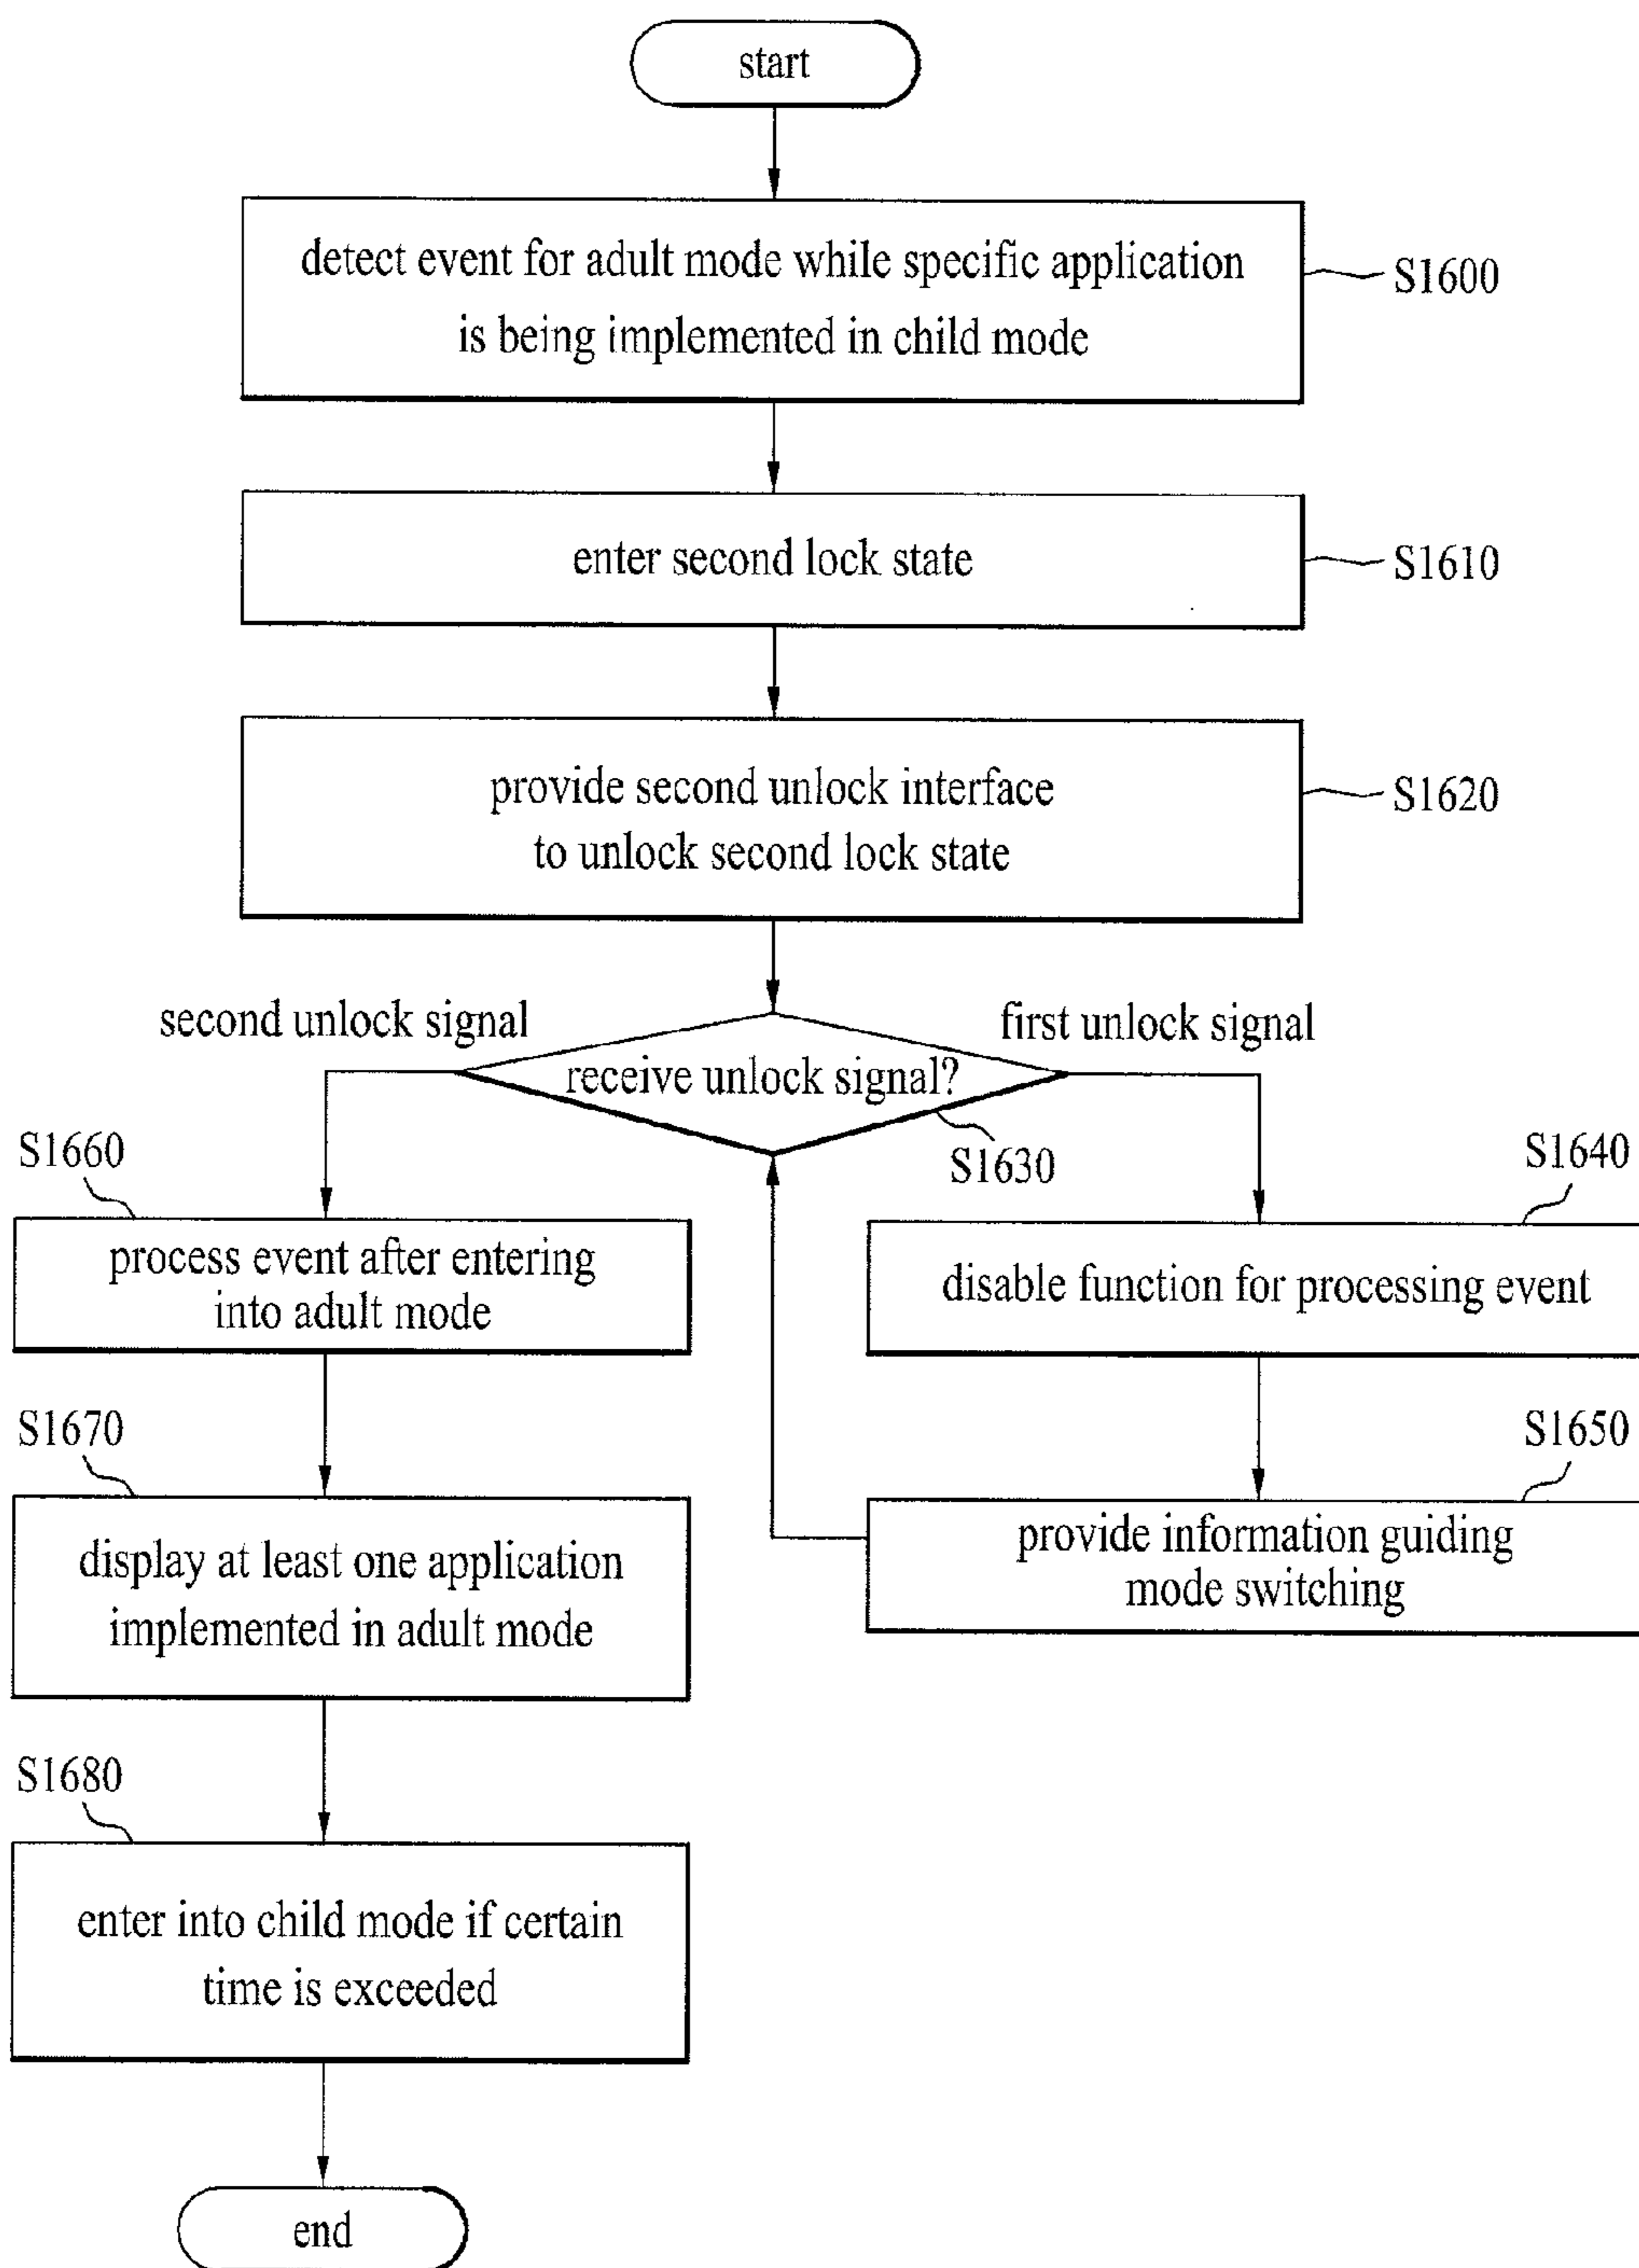 start
detect event for adult mode while specific application
is being implemented in child mode
S1600
enter second lock state
S1610
provide second unlock interface
to unlock second lock state
S1620
second unlock signal
first unlock signal
receive unlock signal?
S1630
S1660
process event after entering
into adult mode
S1640
disable function for processing event
S1670
display at least one application
implemented in adult mode
S1650
provide information guiding
mode switching
S1680
enter into child mode if certain
time is exceeded
end